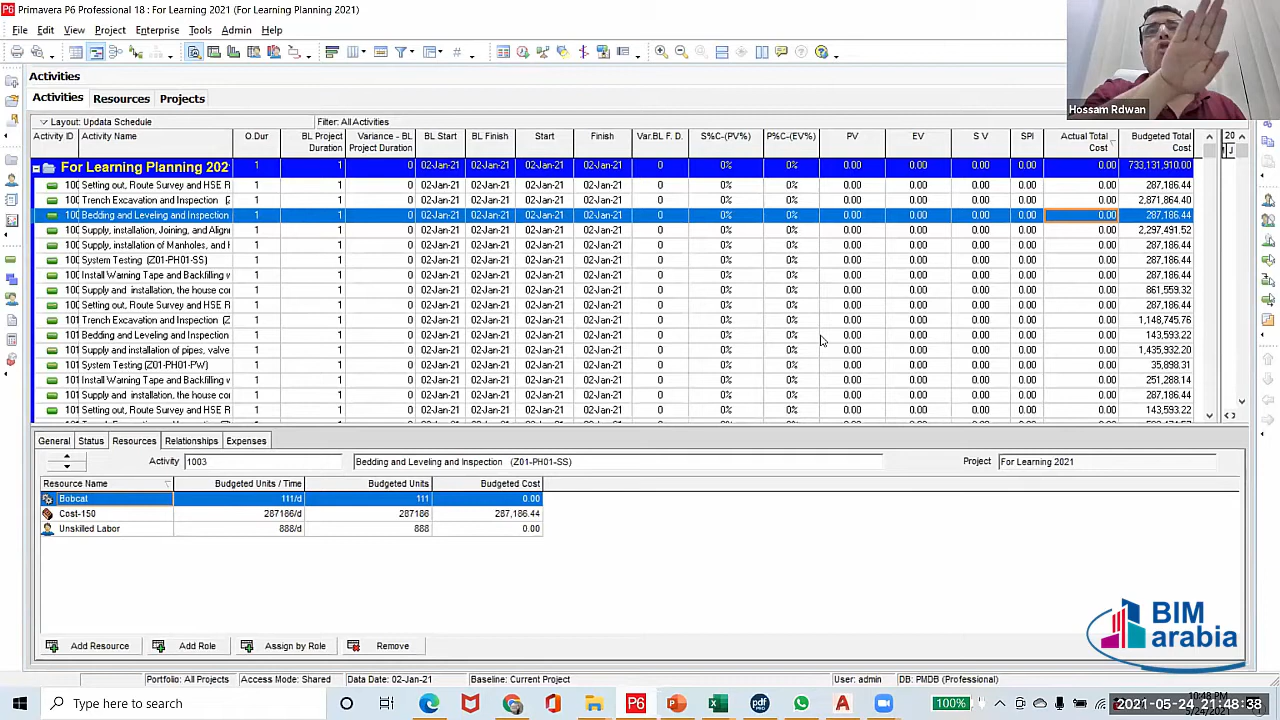 Primavera P6 Professional 18 : For Learning 2021 (For Learning Planning 2021)
File Edit View Project Enterprise Tools Admin Help
Activities
Activities Resources Projects
Layout: Updata Schedule Filter: All Activities
Activity ID Activity Name O.Dur BL Project Duration Variance - BL Project Duration BL Start BL Finish Start Finish Var.BL F. D. S%C-(PV%) P%C-(EV%) PV EV S V SPI Actual Total Cost Budgeted Total Cost 20
For Learning Planning 202 1 1 0 02-Jan-21 02-Jan-21 02-Jan-21 02-Jan-21 0 0% 0% 0.00 0.00 0.00 0.00 0.00 733,131,910.00
100 Setting out, Route Survey and HSE R 1 1 0 02-Jan-21 02-Jan-21 02-Jan-21 02-Jan-21 0 0% 0% 0.00 0.00 0.00 0.00 0.00 287,186.44
100 Trench Excavation and Inspection (Z 1 1 0 02-Jan-21 02-Jan-21 02-Jan-21 02-Jan-21 0 0% 0% 0.00 0.00 0.00 0.00 0.00 2,871,864.40
100 Bedding and Leveling and Inspection 1 1 0 02-Jan-21 02-Jan-21 02-Jan-21 02-Jan-21 0 0% 0% 0.00 0.00 0.00 0.00 0.00 287,186.44
100 Supply, installation, Joining, and Align 1 1 0 02-Jan-21 02-Jan-21 02-Jan-21 02-Jan-21 0 0% 0% 0.00 0.00 0.00 0.00 0.00 2,297,491.52
100 Supply, installation of Manholes, and 1 1 0 02-Jan-21 02-Jan-21 02-Jan-21 02-Jan-21 0 0% 0% 0.00 0.00 0.00 0.00 0.00 287,186.44
100 System Testing (Z01-PH01-SS) 1 1 0 02-Jan-21 02-Jan-21 02-Jan-21 02-Jan-21 0 0% 0% 0.00 0.00 0.00 0.00 0.00 287,186.44
100 Install Warning Tape and Backfilling w 1 1 0 02-Jan-21 02-Jan-21 02-Jan-21 02-Jan-21 0 0% 0% 0.00 0.00 0.00 0.00 0.00 287,186.44
100 Supply and installation, the house con 1 1 0 02-Jan-21 02-Jan-21 02-Jan-21 02-Jan-21 0 0% 0% 0.00 0.00 0.00 0.00 0.00 861,559.32
100 Setting out, Route Survey and HSE R 1 1 0 02-Jan-21 02-Jan-21 02-Jan-21 02-Jan-21 0 0% 0% 0.00 0.00 0.00 0.00 0.00 287,186.44
101 Trench Excavation and Inspection (Z 1 1 0 02-Jan-21 02-Jan-21 02-Jan-21 02-Jan-21 0 0% 0% 0.00 0.00 0.00 0.00 0.00 1,148,745.76
101 Bedding and Leveling and Inspection 1 1 0 02-Jan-21 02-Jan-21 02-Jan-21 02-Jan-21 0 0% 0% 0.00 0.00 0.00 0.00 0.00 143,593.22
101 Supply and installation of pipes, valve 1 1 0 02-Jan-21 02-Jan-21 02-Jan-21 02-Jan-21 0 0% 0% 0.00 0.00 0.00 0.00 0.00 1,435,932.20
101 System Testing (Z01-PH01-PW) 1 1 0 02-Jan-21 02-Jan-21 02-Jan-21 02-Jan-21 0 0% 0% 0.00 0.00 0.00 0.00 0.00 35,898.31
101 Install Warning Tape and Backfilling w 1 1 0 02-Jan-21 02-Jan-21 02-Jan-21 02-Jan-21 0 0% 0% 0.00 0.00 0.00 0.00 0.00 251,288.14
101 Supply and installation, the house con 1 1 0 02-Jan-21 02-Jan-21 02-Jan-21 02-Jan-21 0 0% 0% 0.00 0.00 0.00 0.00 0.00 287,186.44
101 Setting out, Route Survey and HSE R 1 1 0 02-Jan-21 02-Jan-21 02-Jan-21 02-Jan-21 0 0% 0% 0.00 0.00 0.00 0.00 0.00 143,593.22
General Status Resources Relationships Expenses
Activity 1003 Bedding and Leveling and Inspection (Z01-PH01-SS) Project For Learning 2021
Resource Name Budgeted Units / Time Budgeted Units Budgeted Cost
Bobcat 111/d 111 0.00
Cost-150 287186/d 287186 287,186.44
Unskilled Labor 888/d 888 0.00
Add Resource Add Role Assign by Role Remove
Portfolio: All Projects Access Mode: Shared Data Date: 02-Jan-21 Baseline: Current Project User: admin DB: PMDB (Professional)
Type here to search 100% 10:48 PM
2021-05-24 21:48:38
Hossam Rdwan
BIM
arabia